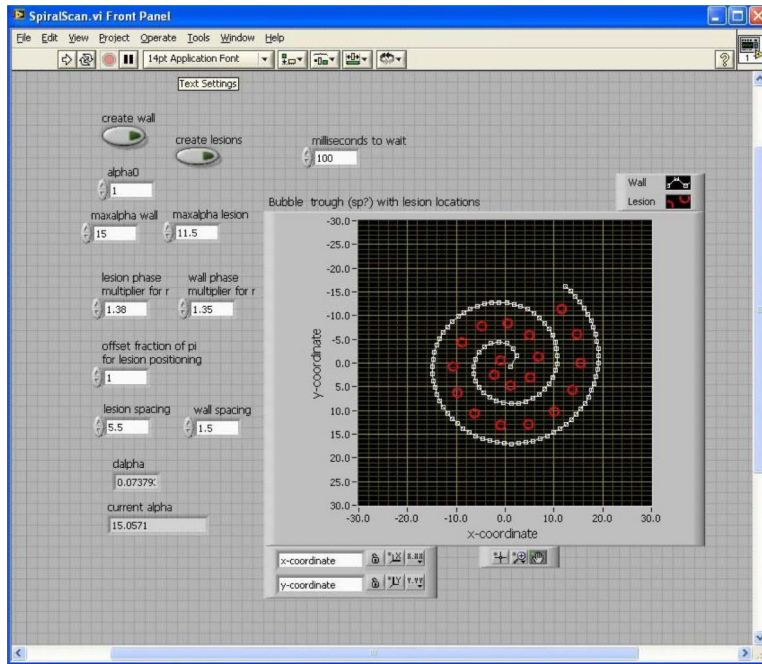 SpiralScan.vi Front Panel
File Edit View Project Operate Tools Window Help
14pt Application Font
Text Settings
1
create wall
create lesions
milliseconds to wait
100
alpha0
1
maxalpha wall maxalpha lesion
15 11.5
lesion phase multiplier for r
wall phase multiplier for r
1.38 1.35
offset fraction of pi
for lesion positioning
1
lesion spacing wall spacing
5.5 1.5
dalpha
0.07379
current alpha
15.0571
Wall
Lesion
Bubble trough (sp?) with lesion locations
-30.0
-25.0
-20.0
-15.0
-10.0
-5.0
0.0
5.0
10.0
15.0
20.0
25.0
30.0
y-coordinate
-30.0 -20.0 -10.0 0.0 10.0 20.0 30.0
x-coordinate
x-coordinate
y-coordinate